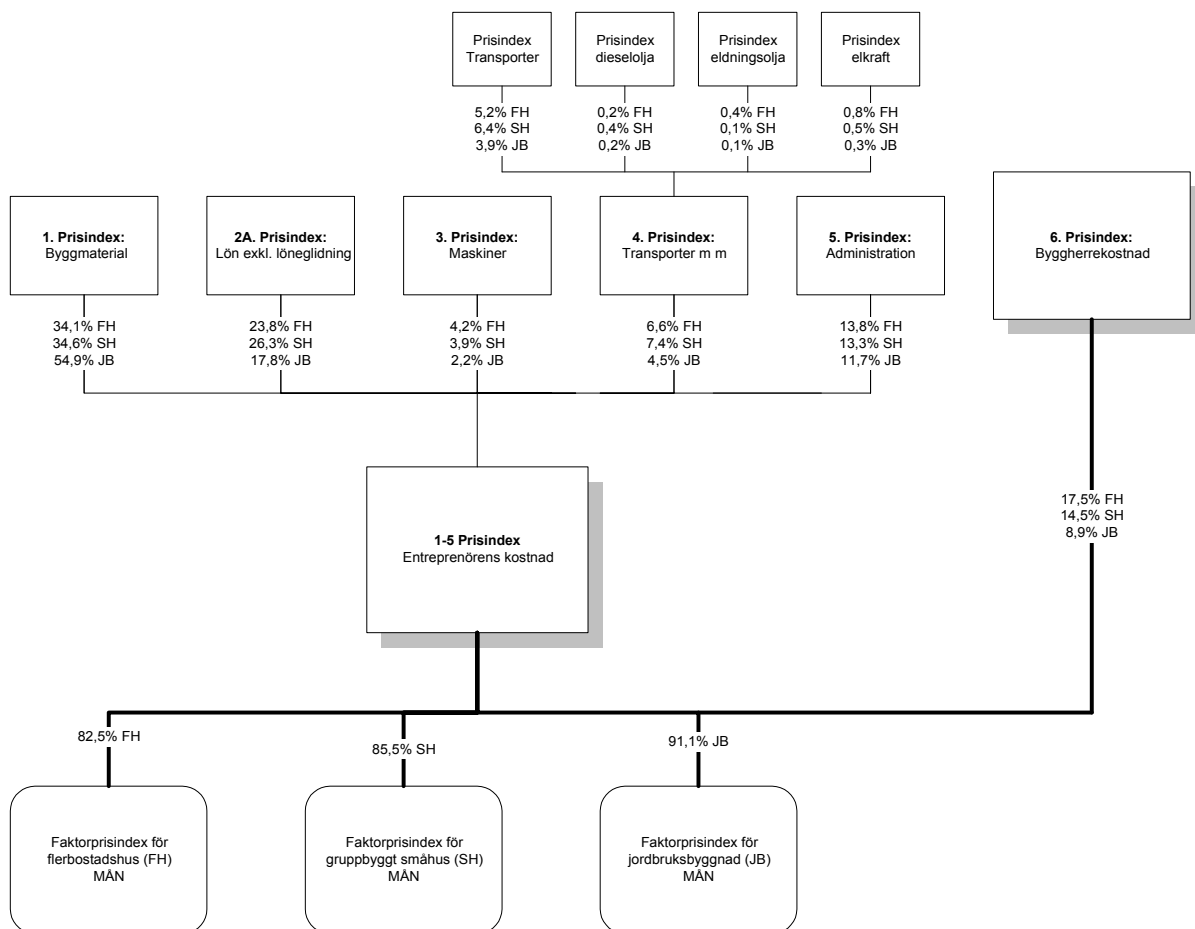 Prisindex
Transporter
Prisindex
dieselolja
Prisindex
eldningsolja
Prisindex
elkraft
5,2% FH
6,4% SH
3,9% JB
0,2% FH
0,4% SH
0,2% JB
0,4% FH
0,1% SH
0,1% JB
0,8% FH
0,5% SH
0,3% JB
1. Prisindex:
Byggmaterial
2A. Prisindex:
Lön exkl. löneglidning
3. Prisindex:
Maskiner
4. Prisindex:
Transporter m m
5. Prisindex:
Administration
6. Prisindex:
Byggherrekostnad
34,1% FH
34,6% SH
54,9% JB
23,8% FH
26,3% SH
17,8% JB
4,2% FH
3,9% SH
2,2% JB
6,6% FH
7,4% SH
4,5% JB
13,8% FH
13,3% SH
11,7% JB
1-5 Prisindex
Entreprenörens kostnad
17,5% FH
14,5% SH
8,9% JB
82,5% FH
85,5% SH
91,1% JB
Faktorprisindex för
flerbostadshus (FH)
MÅN
Faktorprisindex för
gruppbyggt småhus (SH)
MÅN
Faktorprisindex för
jordbruksbyggnad (JB)
MÅN